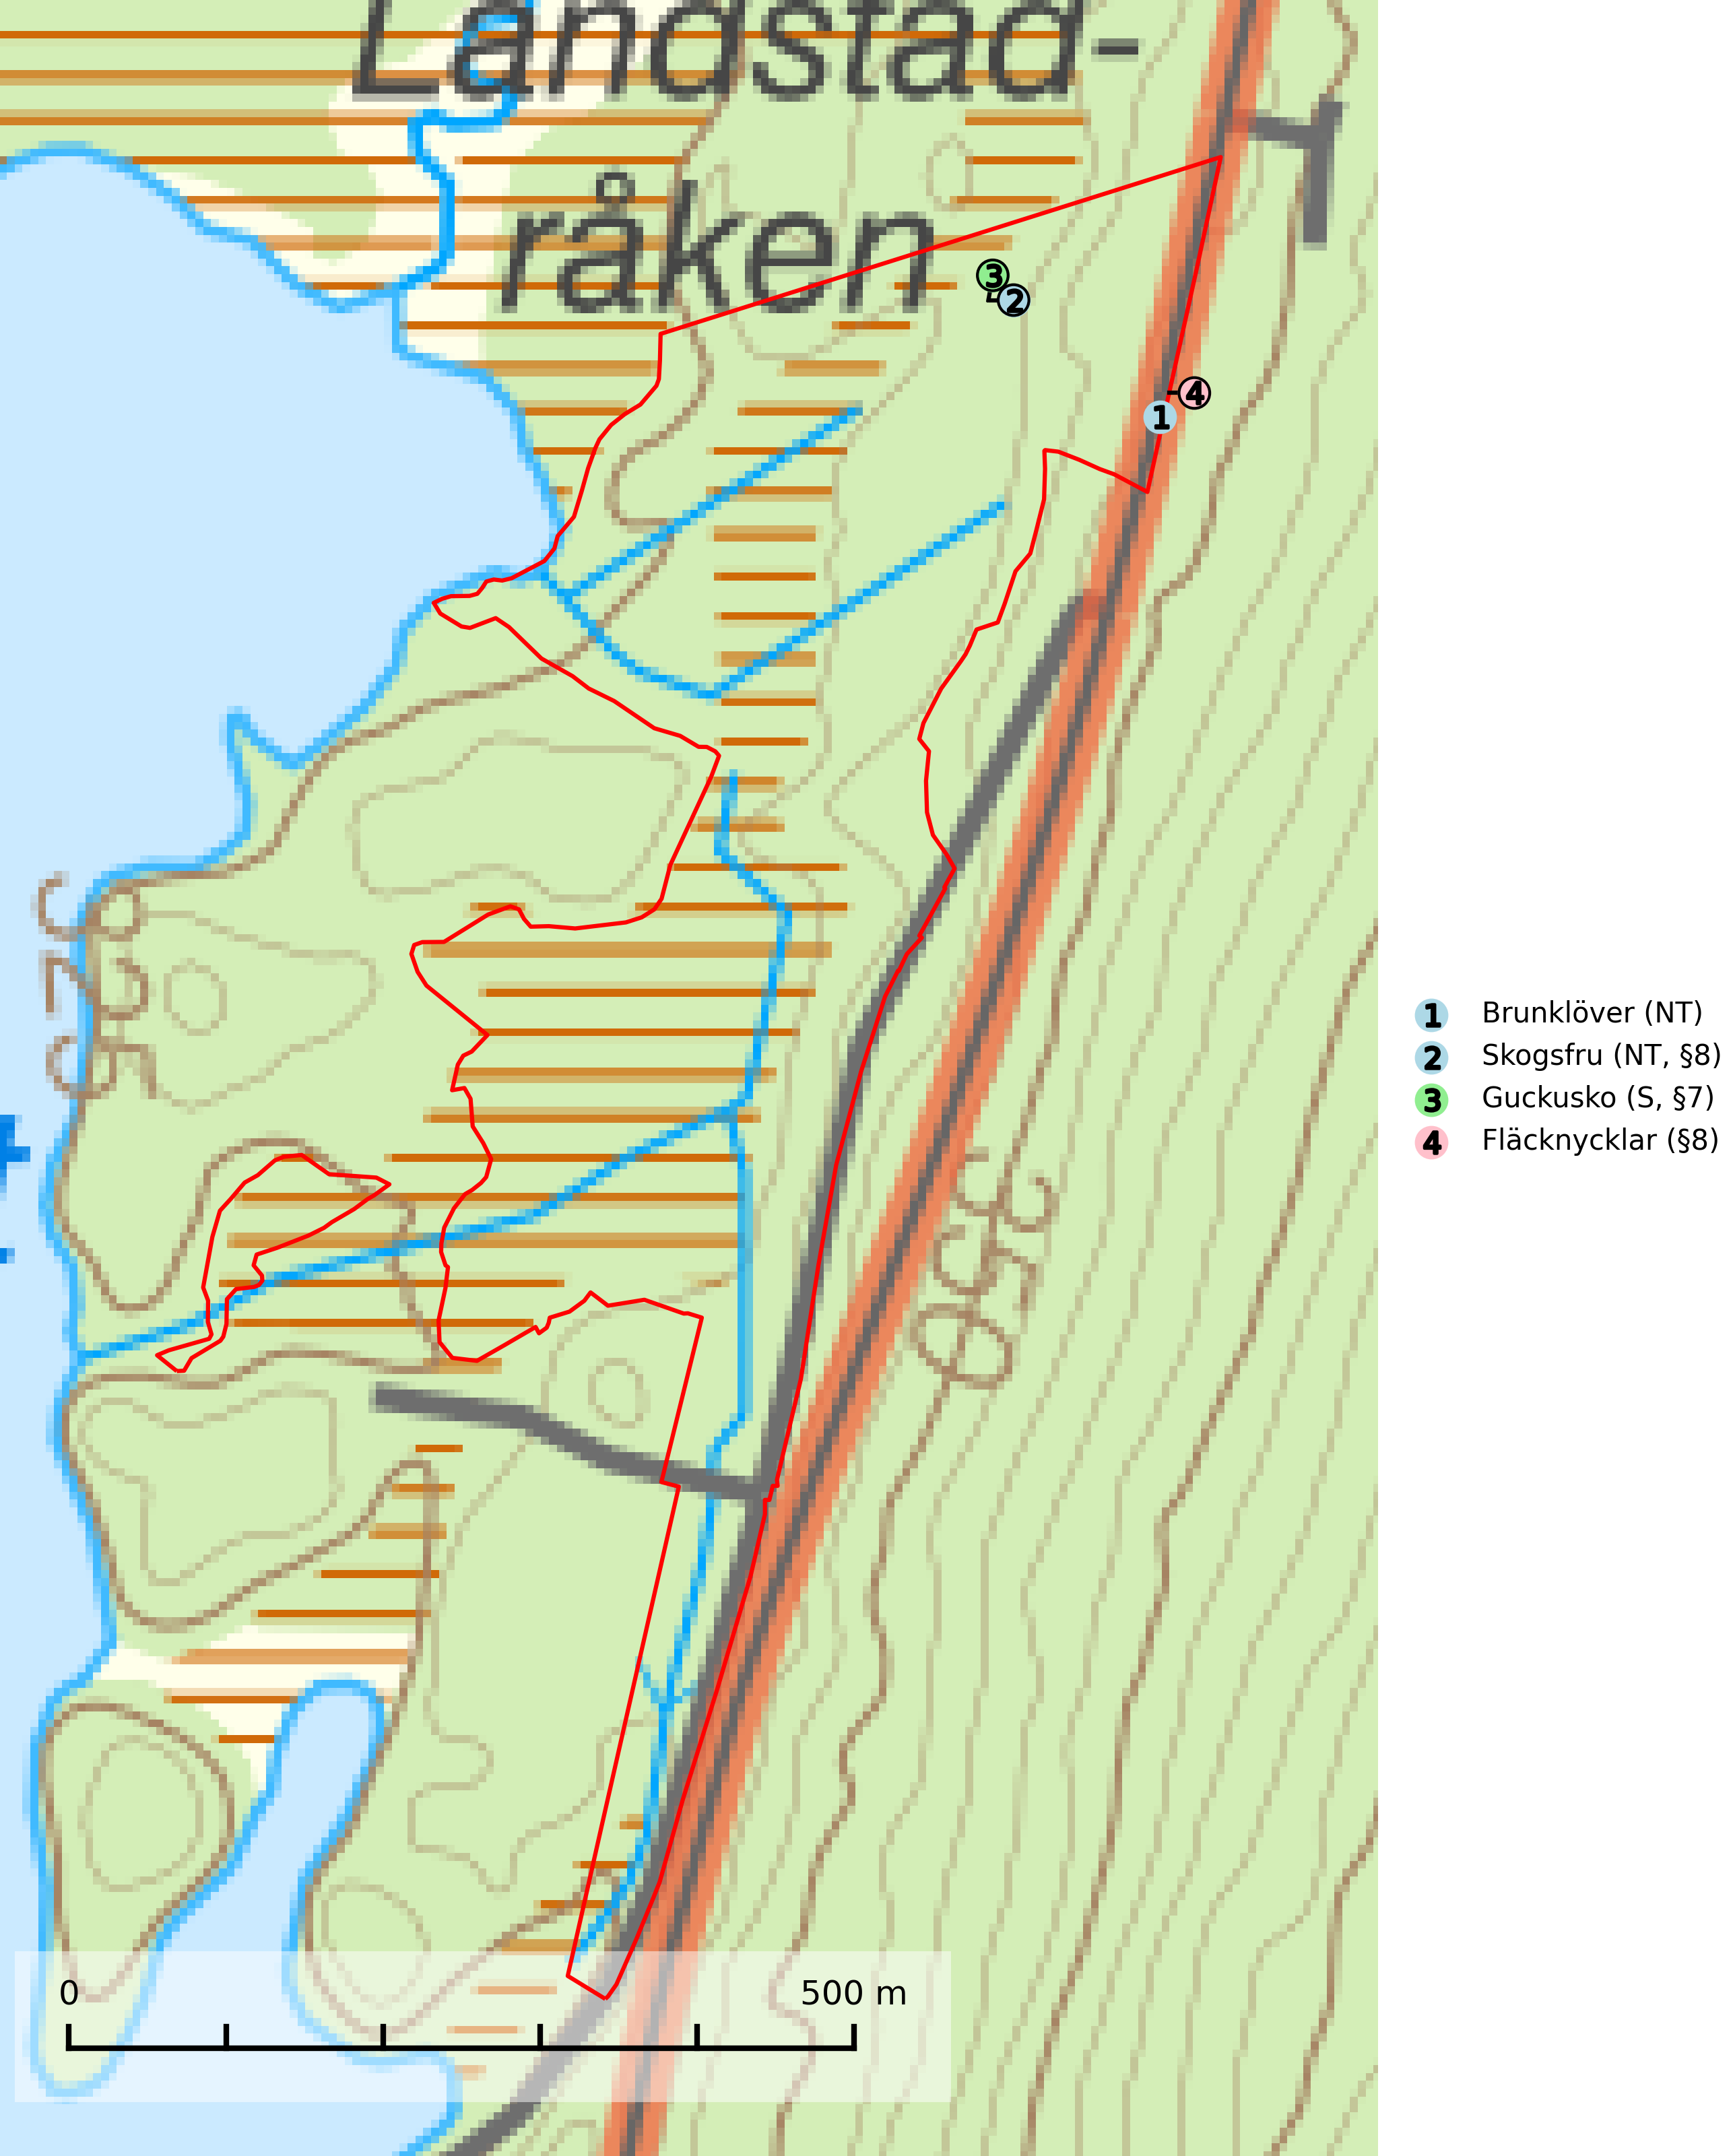 Landstad-
råken
3
2
4
1
1 Brunklöver (NT)
2 Skogsfru (NT, §8)
3 Guckusko (S, §7)
4 Fläcknycklar (§8)
0 500 m